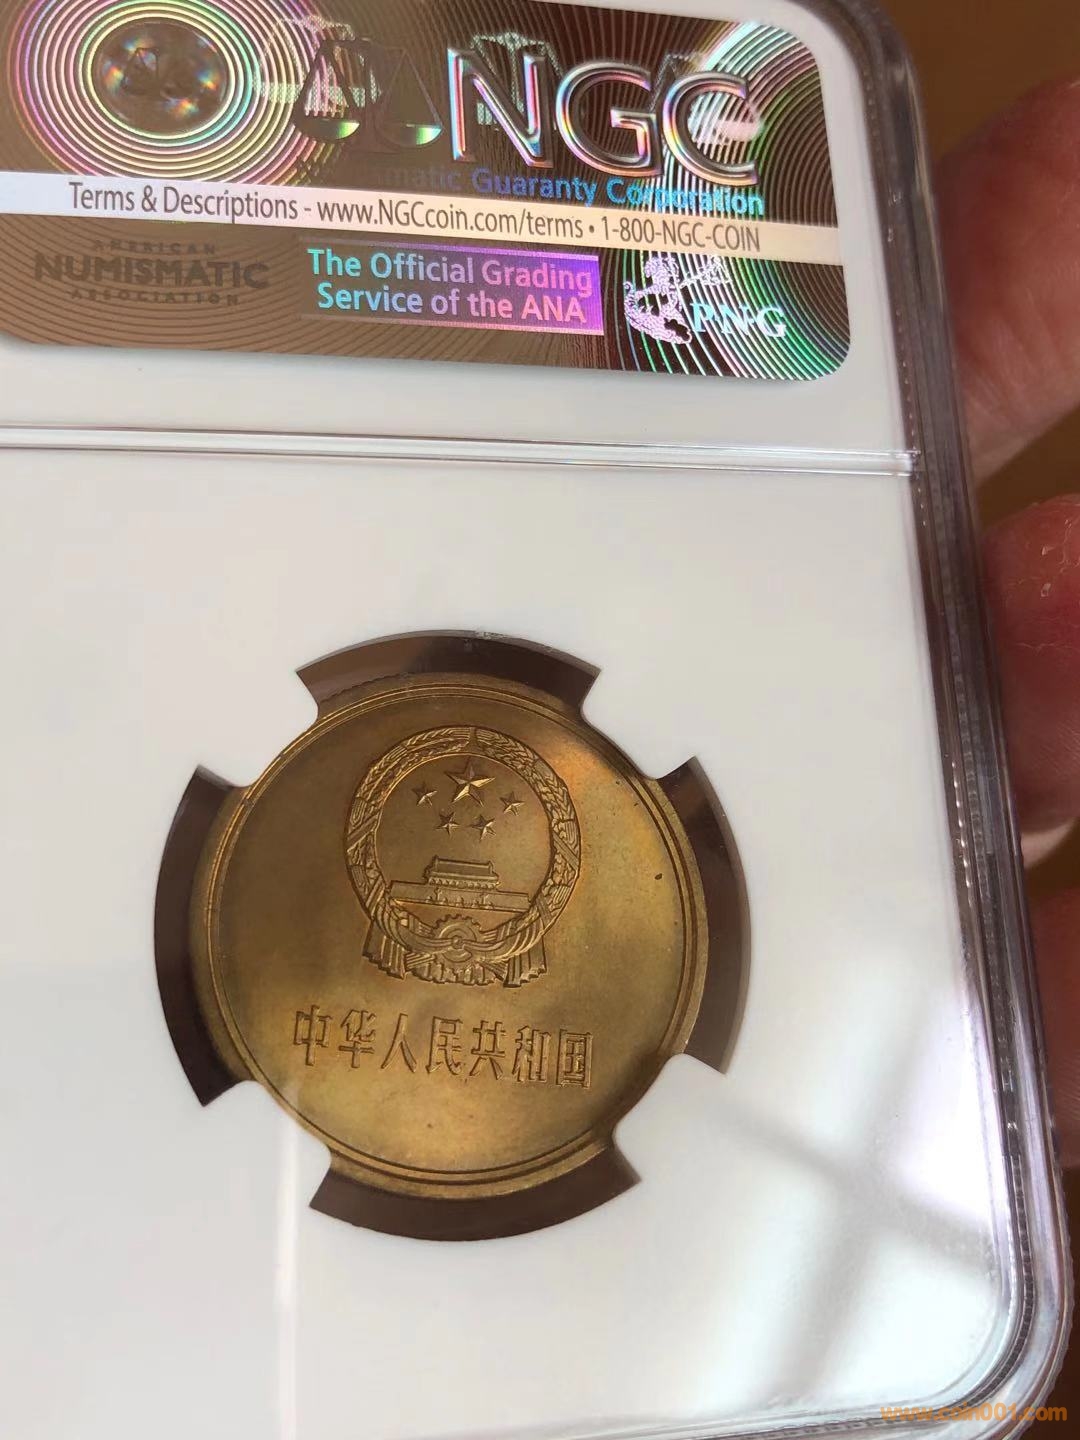 NGC
Numismatic Guaranty Corporation
Terms & Descriptions - www.NGCcoin.com/terms • 1-800-NGC-COIN
AMERICAN
NUMISMATIC
ASSOCIATION
The Official Grading
Service of the ANA
PNG
中华人民共和国
www.coin001.com